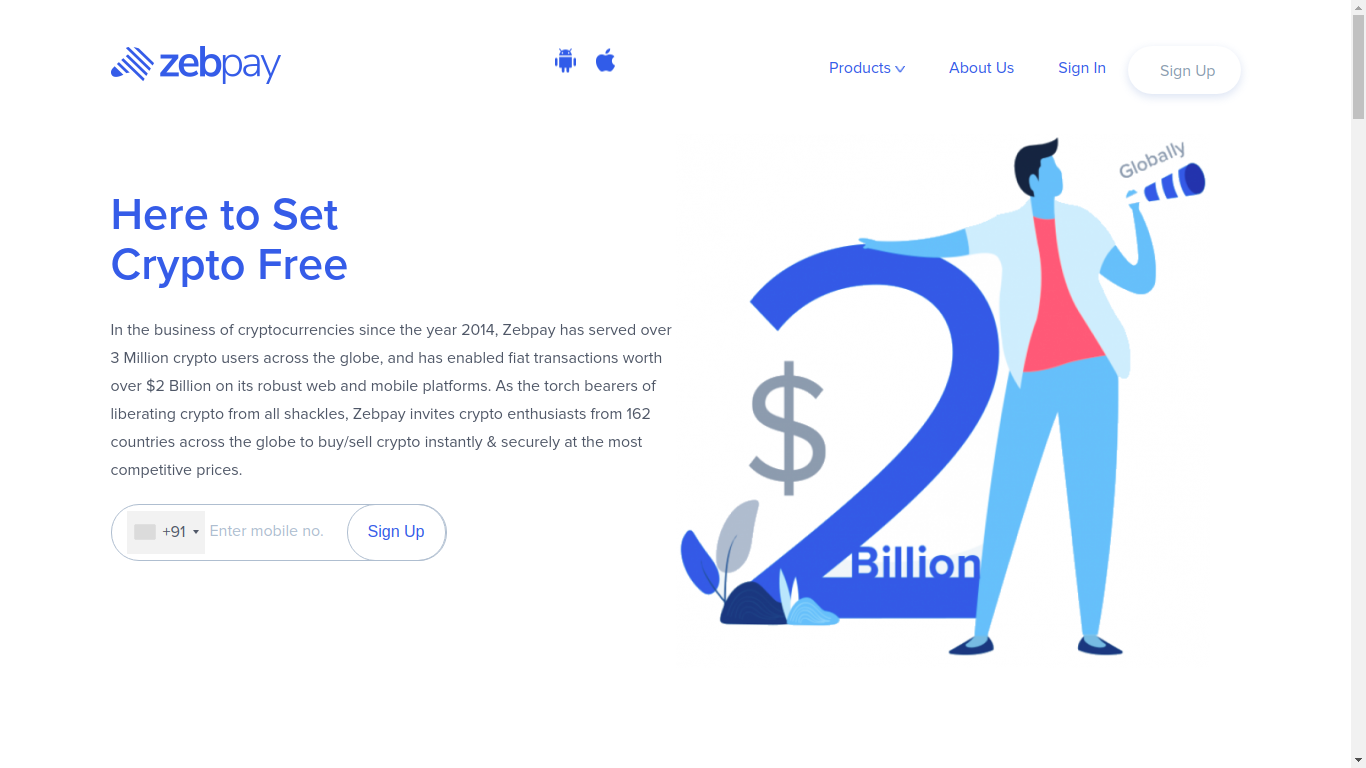 zebpay
Products
About Us
Sign In
Sign Up
Globally
Here to Set
Crypto Free
In the business of cryptocurrencies since the year 2014, Zebpay has served over
3 Million crypto users across the globe, and has enabled fiat transactions worth
over $2 Billion on its robust web and mobile platforms. As the torch bearers of
liberating crypto from all shackles, Zebpay invites crypto enthusiasts from 162
countries across the globe to buy/sell crypto instantly & securely at the most
competitive prices.
+91 Enter mobile no. Sign Up
$2
Billion